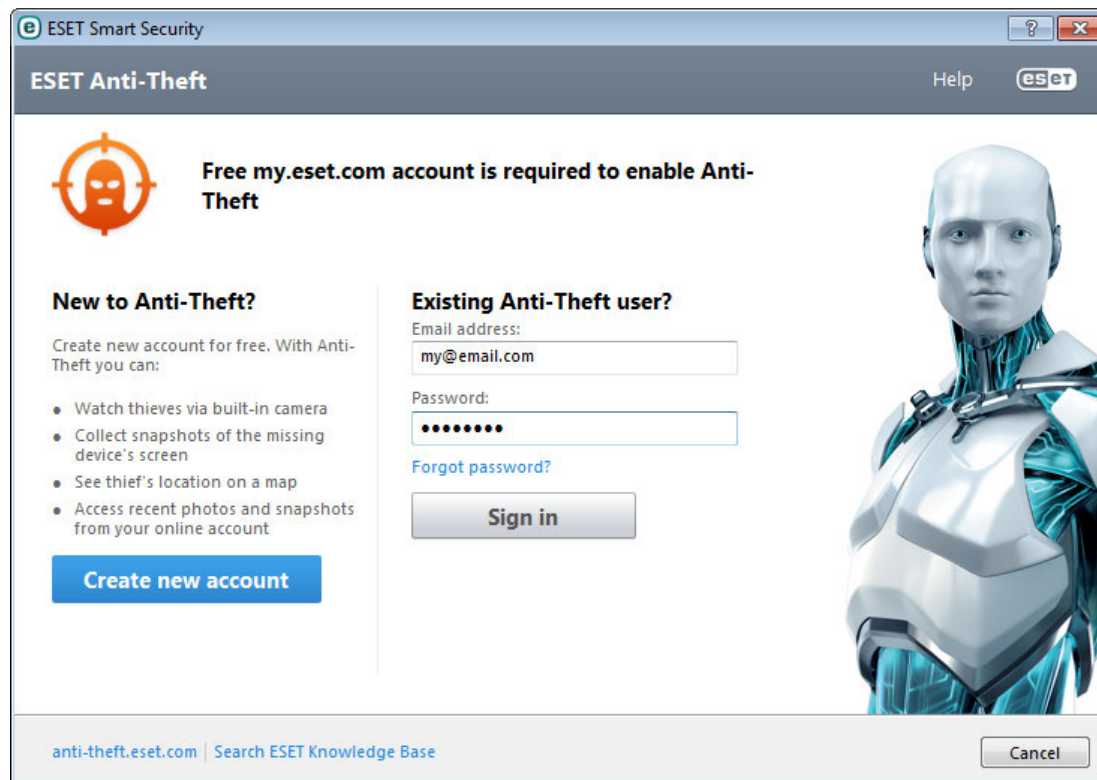 ESET Smart Security
ESET Anti-Theft
Help
eset
Free my.eset.com account is required to enable Anti-
Theft
New to Anti-Theft?
Create new account for free. With Anti-
Theft you can:
• Watch thieves via built-in camera
• Collect snapshots of the missing
device's screen
• See thief's location on a map
• Access recent photos and snapshots
from your online account
Create new account
Existing Anti-Theft user?
Email address:
my@email.com
Password:
••••••••
Forgot password?
Sign in
anti-theft.eset.com | Search ESET Knowledge Base
Cancel